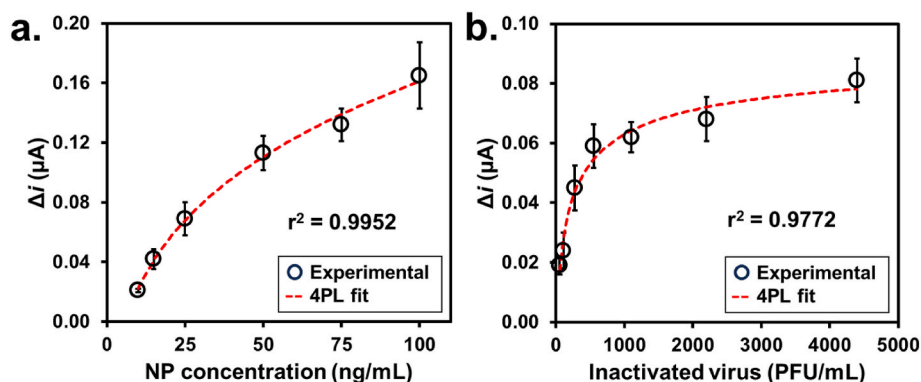 a.
0.20
0.16
0.12
0.08
0.04
0.00
Δi (µA)
r² = 0.9952
Experimental
4PL fit
0 25 50 75 100
NP concentration (ng/mL)
b.
0.10
0.08
0.06
0.04
0.02
0.00
Δi (µA)
r² = 0.9772
Experimental
4PL fit
0 1000 2000 3000 4000 5000
Inactivated virus (PFU/mL)